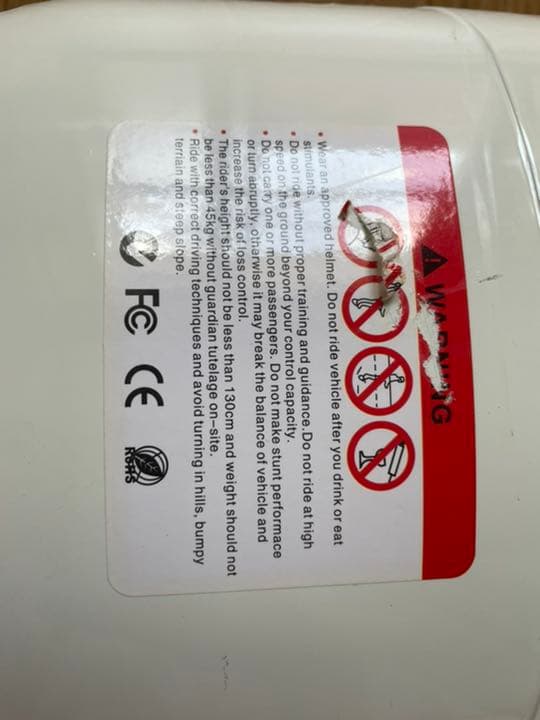 WARNING
• Wear an approved helmet. Do not ride vehicle after you drink or eat
stimulants.
• Do not ride without proper training and guidance.Do not ride at high
speed on the ground beyond your control capacity.
• Do not carry one or more passengers. Do not make stunt performace
or turn abruptly, otherwise it may break the balance of vehicle and
increase the risk of loss control.
• The rider's height should not be less than 130cm and weight should not
be less than 45kg without guardian tutelage on-site.
• Ride with correct driving techniques and avoid turning in hills, bumpy
terriain and steep slope.
FC CE
ROHS